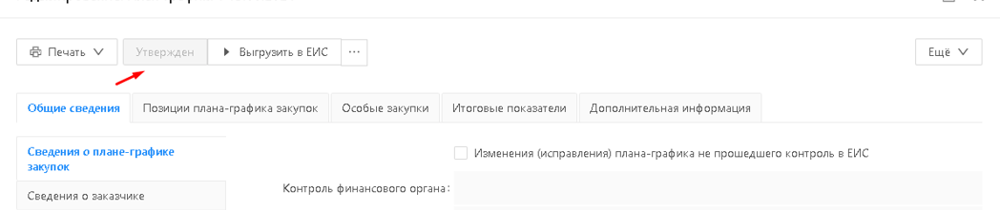 Печать
Утвержден
Выгрузить в ЕИС
...
Ещё
Общие сведения
Позиции плана-графика закупок
Особые закупки
Итоговые показатели
Дополнительная информация
Сведения о плане-графике
закупок
Изменения (исправления) плана-графика не прошедшего контроль в ЕИС
Контроль финансового органа:
Сведения о заказчике